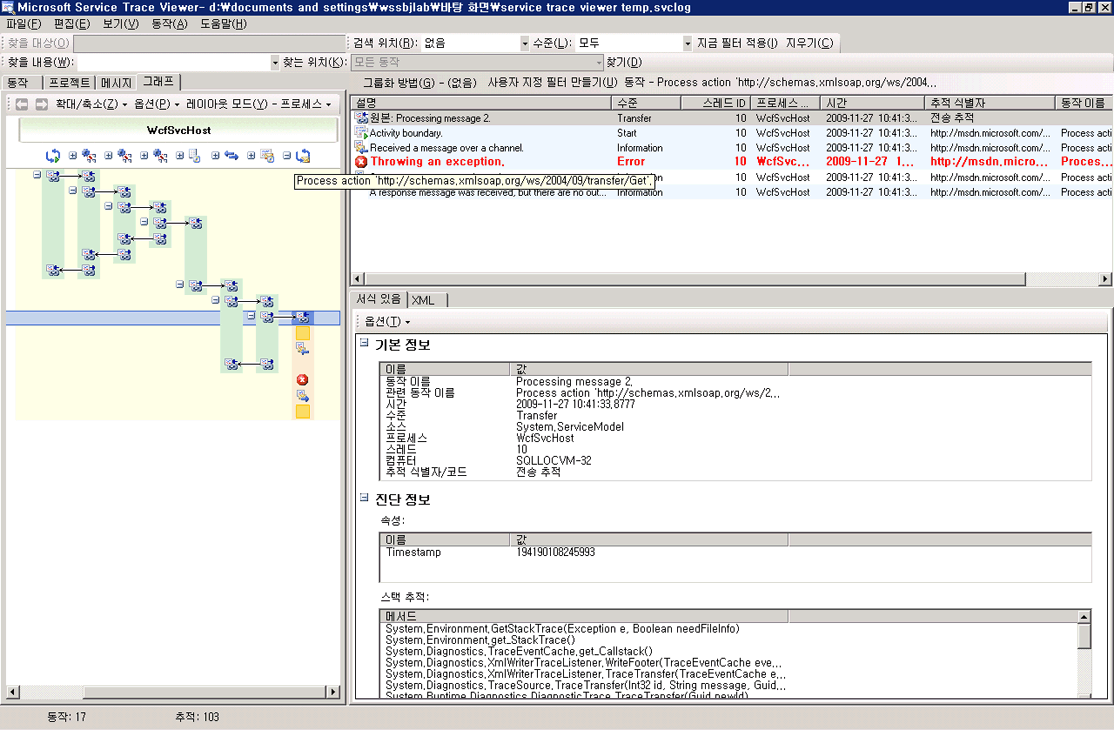 Microsoft Service Trace Viewer- d:\documents and settings\wssbjlab\바탕 화면\service trace viewer temp.svclog
파일(F) 편집(E) 보기(V) 동작(A) 도움말(H)
찾을 대상(O) 검색 위치(R): 없음 수준(L): 모두 지금 필터 적용(I) 지우기(C)
찾을 내용(W): 찾는 위치(K): 모든 동작 찾기(D)
동작 프로젝트 메시지 그래프
그룹화 방법(G) - (없음) 사용자 지정 필터 만들기(U) 동작 - Process action 'http://schemas.xmlsoap.org/ws/2004...
확대/축소(Z) 옵션(P) 레이아웃 모드(Y) - 프로세스
WcfSvcHost
설명 수준 스레드 ID 프로세스 ... 시간 추적 식별자 동작 이름
원본: Processing message 2. Transfer 10 WcfSvcHost 2009-11-27 10:41:3... 전송 추적
Activity boundary. Start 10 WcfSvcHost 2009-11-27 10:41:3... http://msdn.microsoft.com/... Process acti
Received a message over a channel. Information 10 WcfSvcHost 2009-11-27 10:41:3... http://msdn.microsoft.com/... Process acti
Throwing an exception. Error 10 WcfSvc... 2009-11-27 1... http://msdn.micro... Proces...
Process action 'http://schemas.xmlsoap.org/ws/2004/09/transfer/Get'.
10 WcfSvcHost 2009-11-27 10:41:3... http://msdn.microsoft.com/... Process acti
A response message was received, but there are no out... Information 10 WcfSvcHost 2009-11-27 10:41:3... http://msdn.microsoft.com/... Process acti
서식 있음 XML
옵션(T)
기본 정보
이름 값
동작 이름 Processing message 2.
관련 동작 이름 Process action 'http://schemas.xmlsoap.org/ws/2...
시간 2009-11-27 10:41:33.8777
수준 Transfer
소스 System.ServiceModel
프로세스 WcfSvcHost
스레드 10
컴퓨터 SQLLOCVM-32
추적 식별자/코드 전송 추적
진단 정보
속성:
이름 값
Timestamp 194190108245993
스택 추적:
메서드
System.Environment.GetStackTrace(Exception e, Boolean needFileInfo)
System.Environment.get_StackTrace()
System.Diagnostics.TraceEventCache.get_Callstack()
System.Diagnostics.XmlWriterTraceListener.WriteFooter(TraceEventCache eve...
System.Diagnostics.XmlWriterTraceListener.TraceTransfer(TraceEventCache e...
System.Diagnostics.TraceSource.TraceTransfer(Int32 id, String message, Guid...
System.Runtime.Diagnostics.DiagnosticTrace.TraceTransfer(Guid newId)
동작: 17 추적: 103